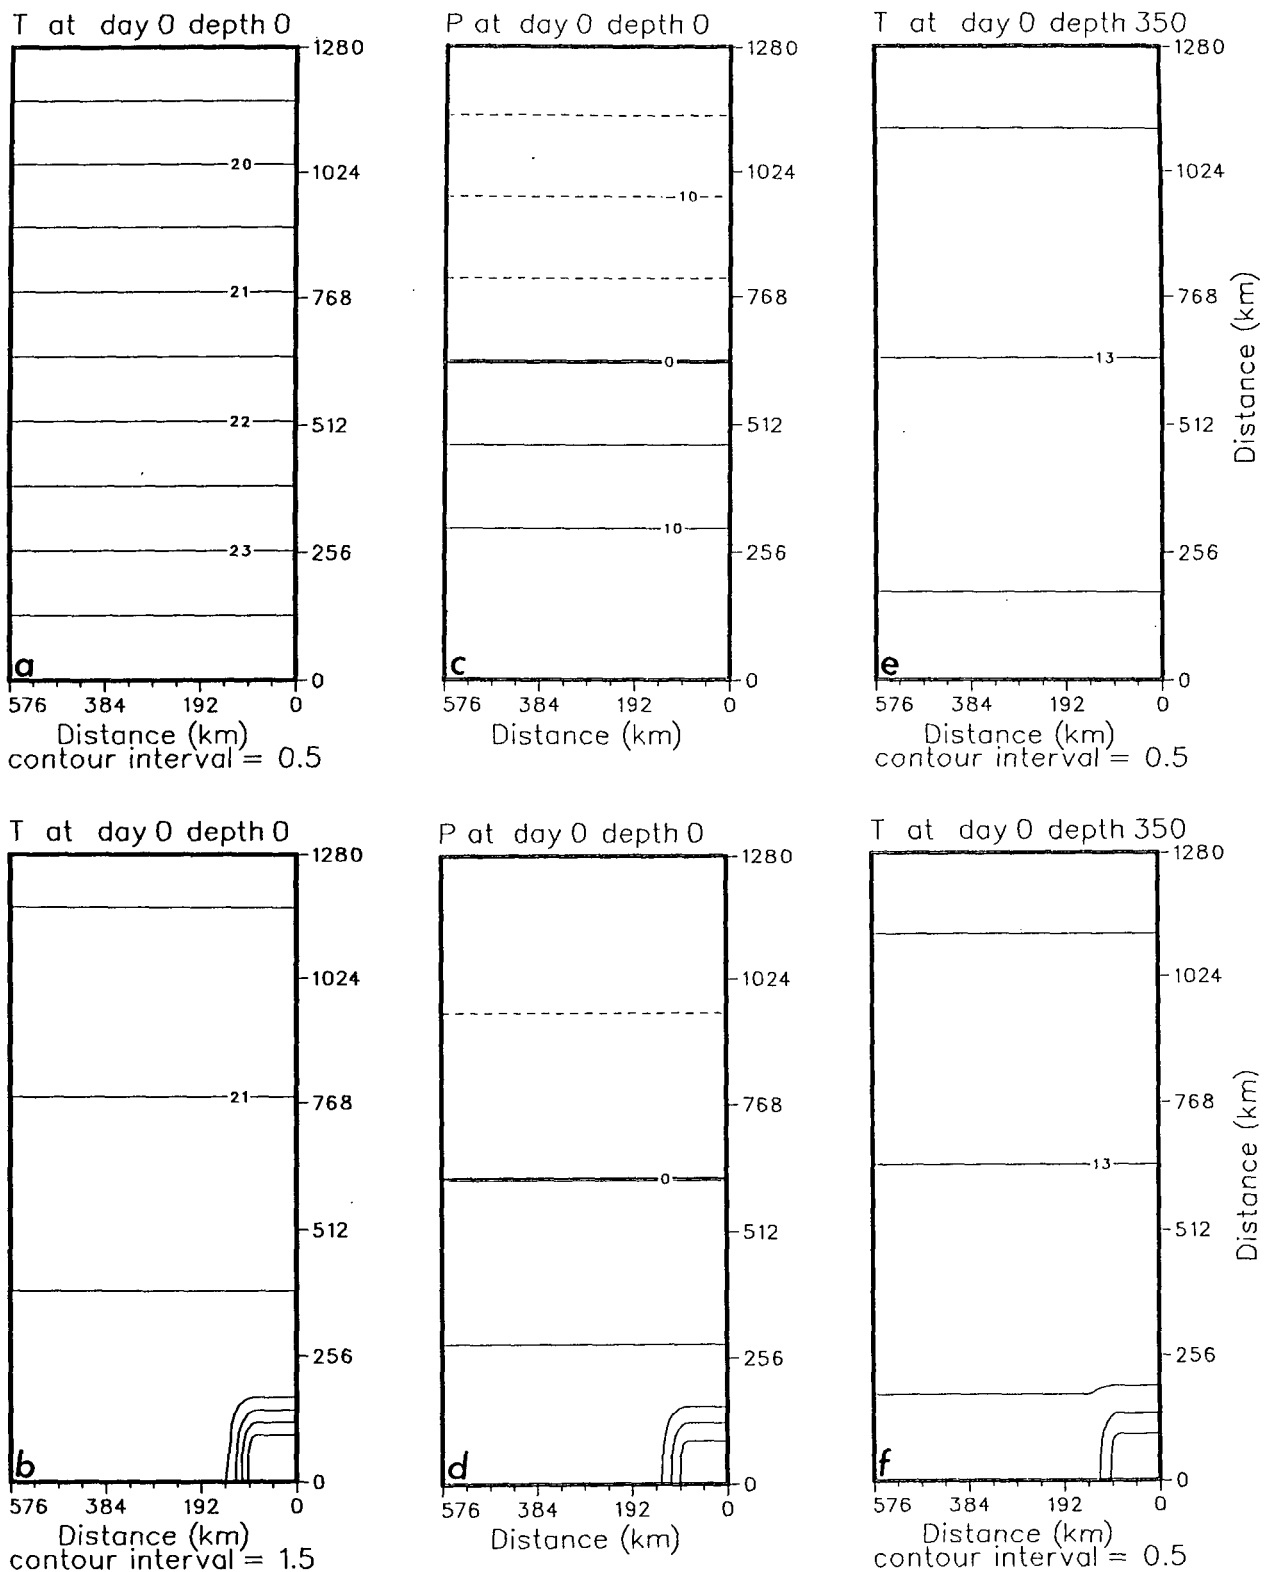 T at day 0 depth 0
1280
20
1024
21
768
22
512
23
256
a
0
576 384 192 0
Distance (km)
contour interval = 0.5
P at day 0 depth 0
1280
1024
-10
768
0
512
10
256
c
0
576 384 192 0
Distance (km)
T at day 0 depth 350
1280
1024
768
13
512
256
e
0
Distance (km)
576 384 192 0
Distance (km)
contour interval = 0.5
T at day 0 depth 0
1280
1024
21
768
512
256
b
0
576 384 192 0
Distance (km)
contour interval = 1.5
P at day 0 depth 0
1280
1024
768
0
512
256
d
0
576 384 192 0
Distance (km)
T at day 0 depth 350
1280
1024
768
13
512
256
f
0
Distance (km)
576 384 192 0
Distance (km)
contour interval = 0.5